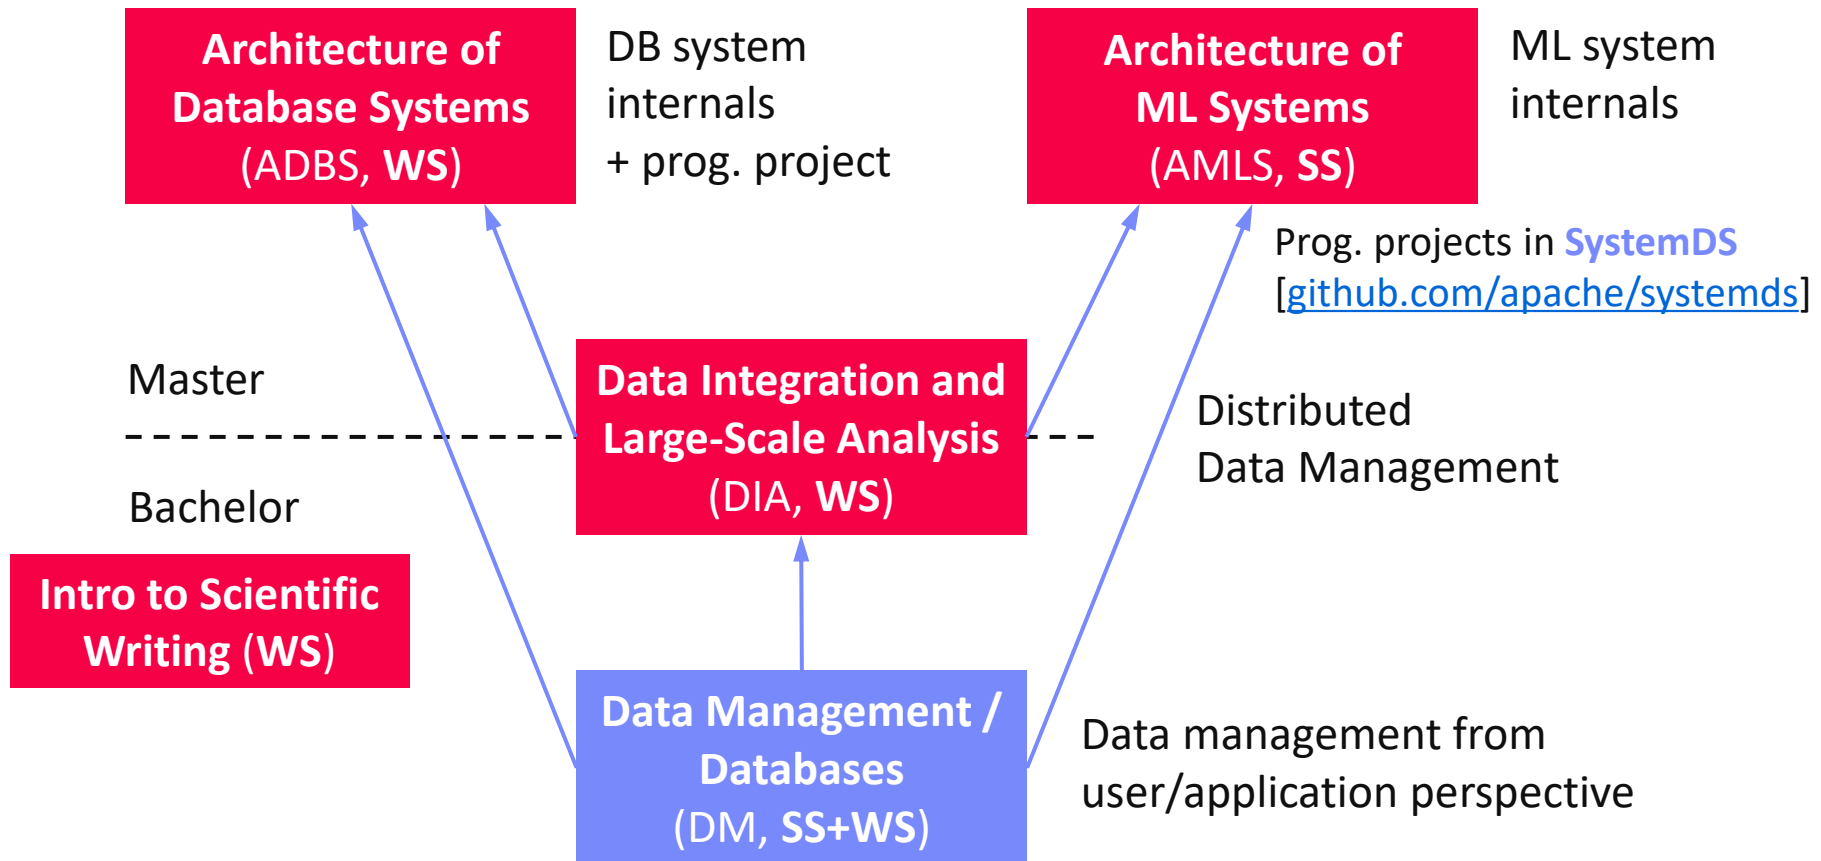 Architecture of
Database Systems
(ADBS, WS)
DB system
internals
+ prog. project
Architecture of
ML Systems
(AMLS, SS)
ML system
internals
Prog. projects in SystemDS
[github.com/apache/systemds]
Master
Data Integration and
Large-Scale Analysis
(DIA, WS)
Distributed
Data Management
Bachelor
Intro to Scientific
Writing (WS)
Data Management /
Databases
(DM, SS+WS)
Data management from
user/application perspective